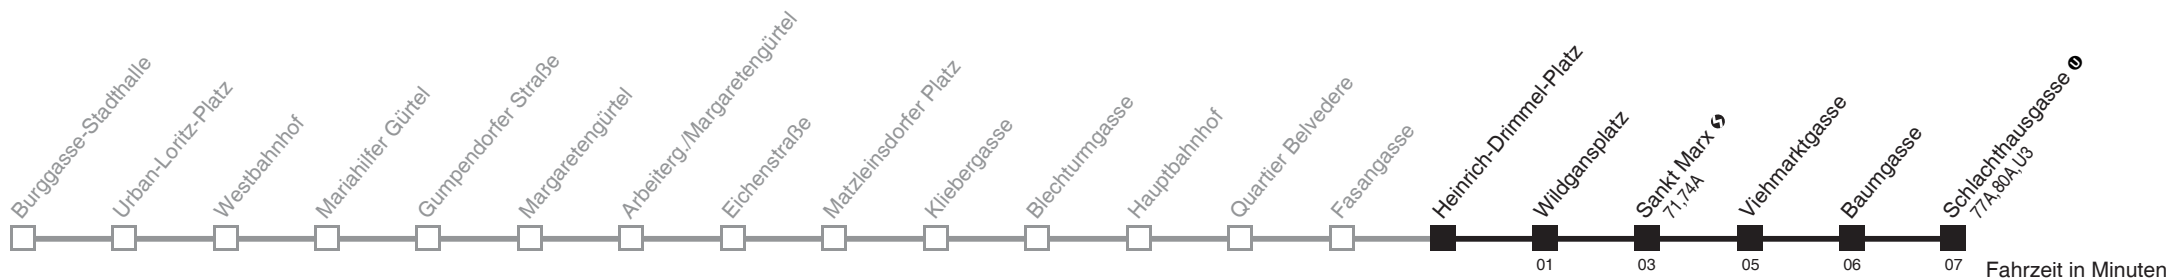 Burggasse-Stadthalle
Urban-Loritz-Platz
Westbahnhof
Mariahilfer Gürtel
Gumpendorfer Straße
Margaretengürtel
Arbeiterg./Margaretengürtel
Eichenstraße
Matzleinsdorfer Platz
Kliebergasse
Blechturmgasse
Hauptbahnhof
Quartier Belvedere
Fasangasse
Heinrich-Drimmel-Platz
Wildgansplatz
Sankt Marx
71,74A
Viehmarktgasse
Baumgasse
Schlachthausgasse U
77A,80A,U3
01 03 05 06 07 Fahrzeit in Minuten